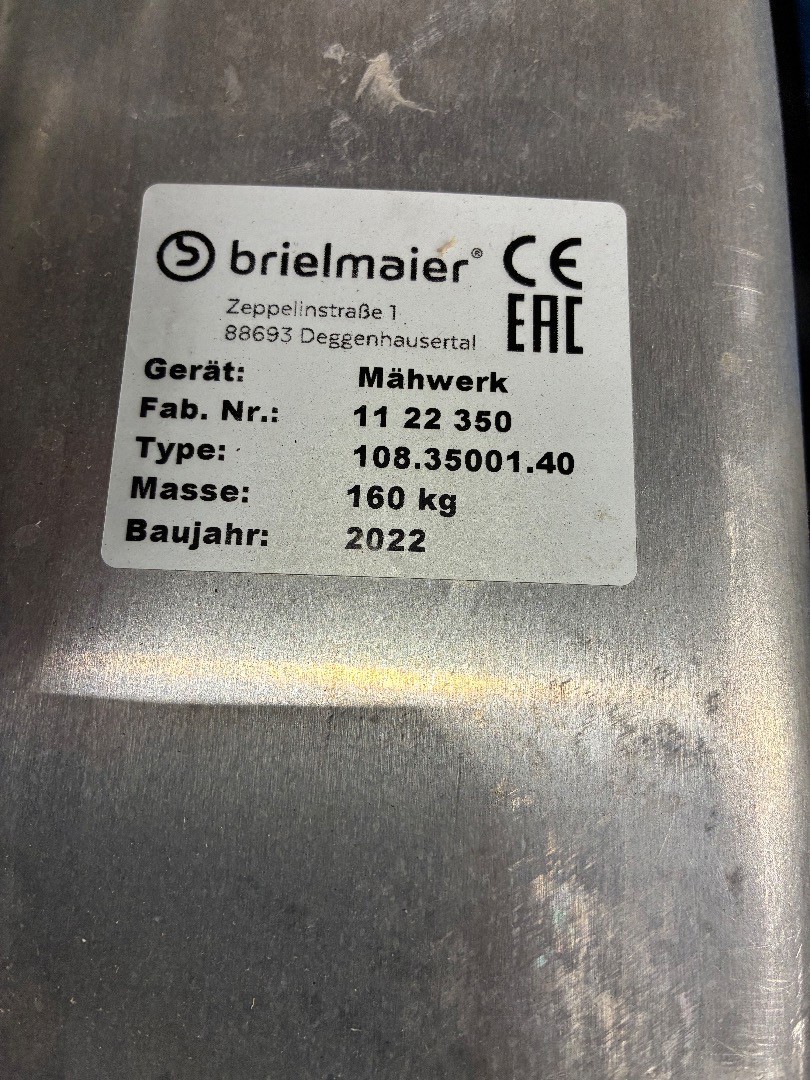 brielmaier® CE
Zeppelinstraße 1
88693 Deggenhausertal EAC
Gerät: Mähwerk
Fab. Nr.: 11 22 350
Type: 108.35001.40
Masse: 160 kg
Baujahr: 2022